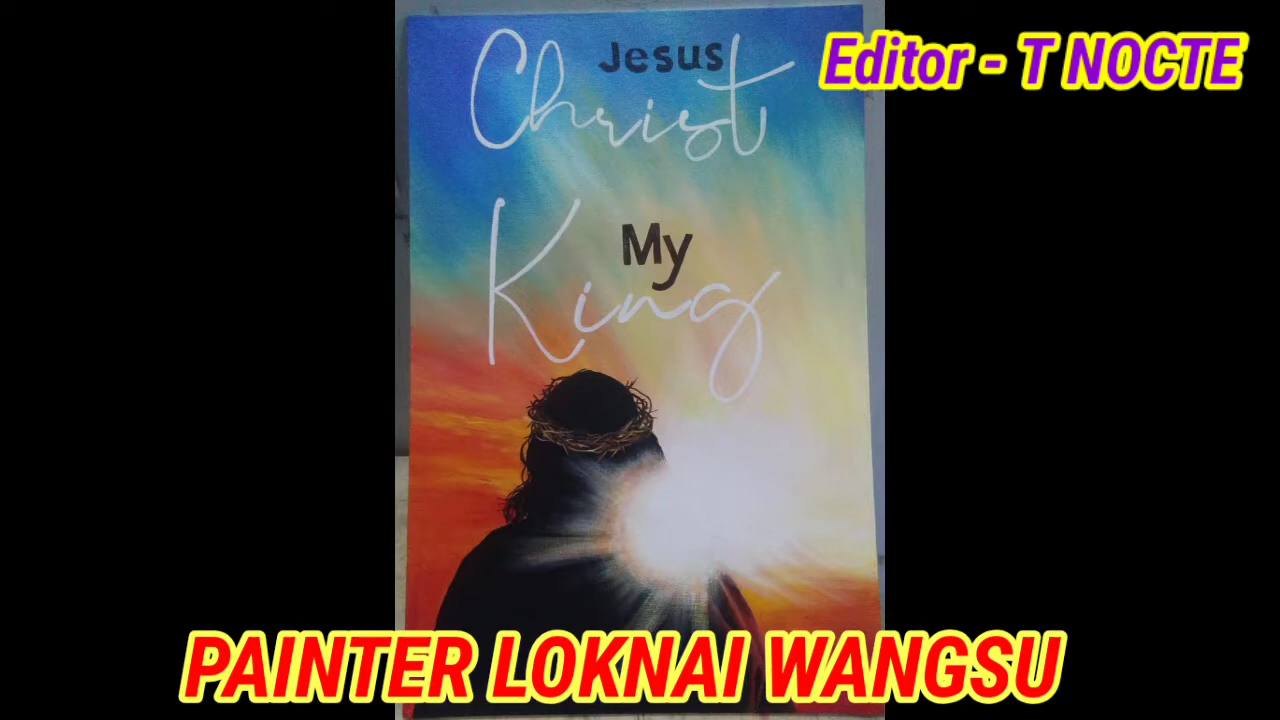 Editor - T NOCTE
Jesus
Christ
My
King
PAINTER LOKNAI WANGSU